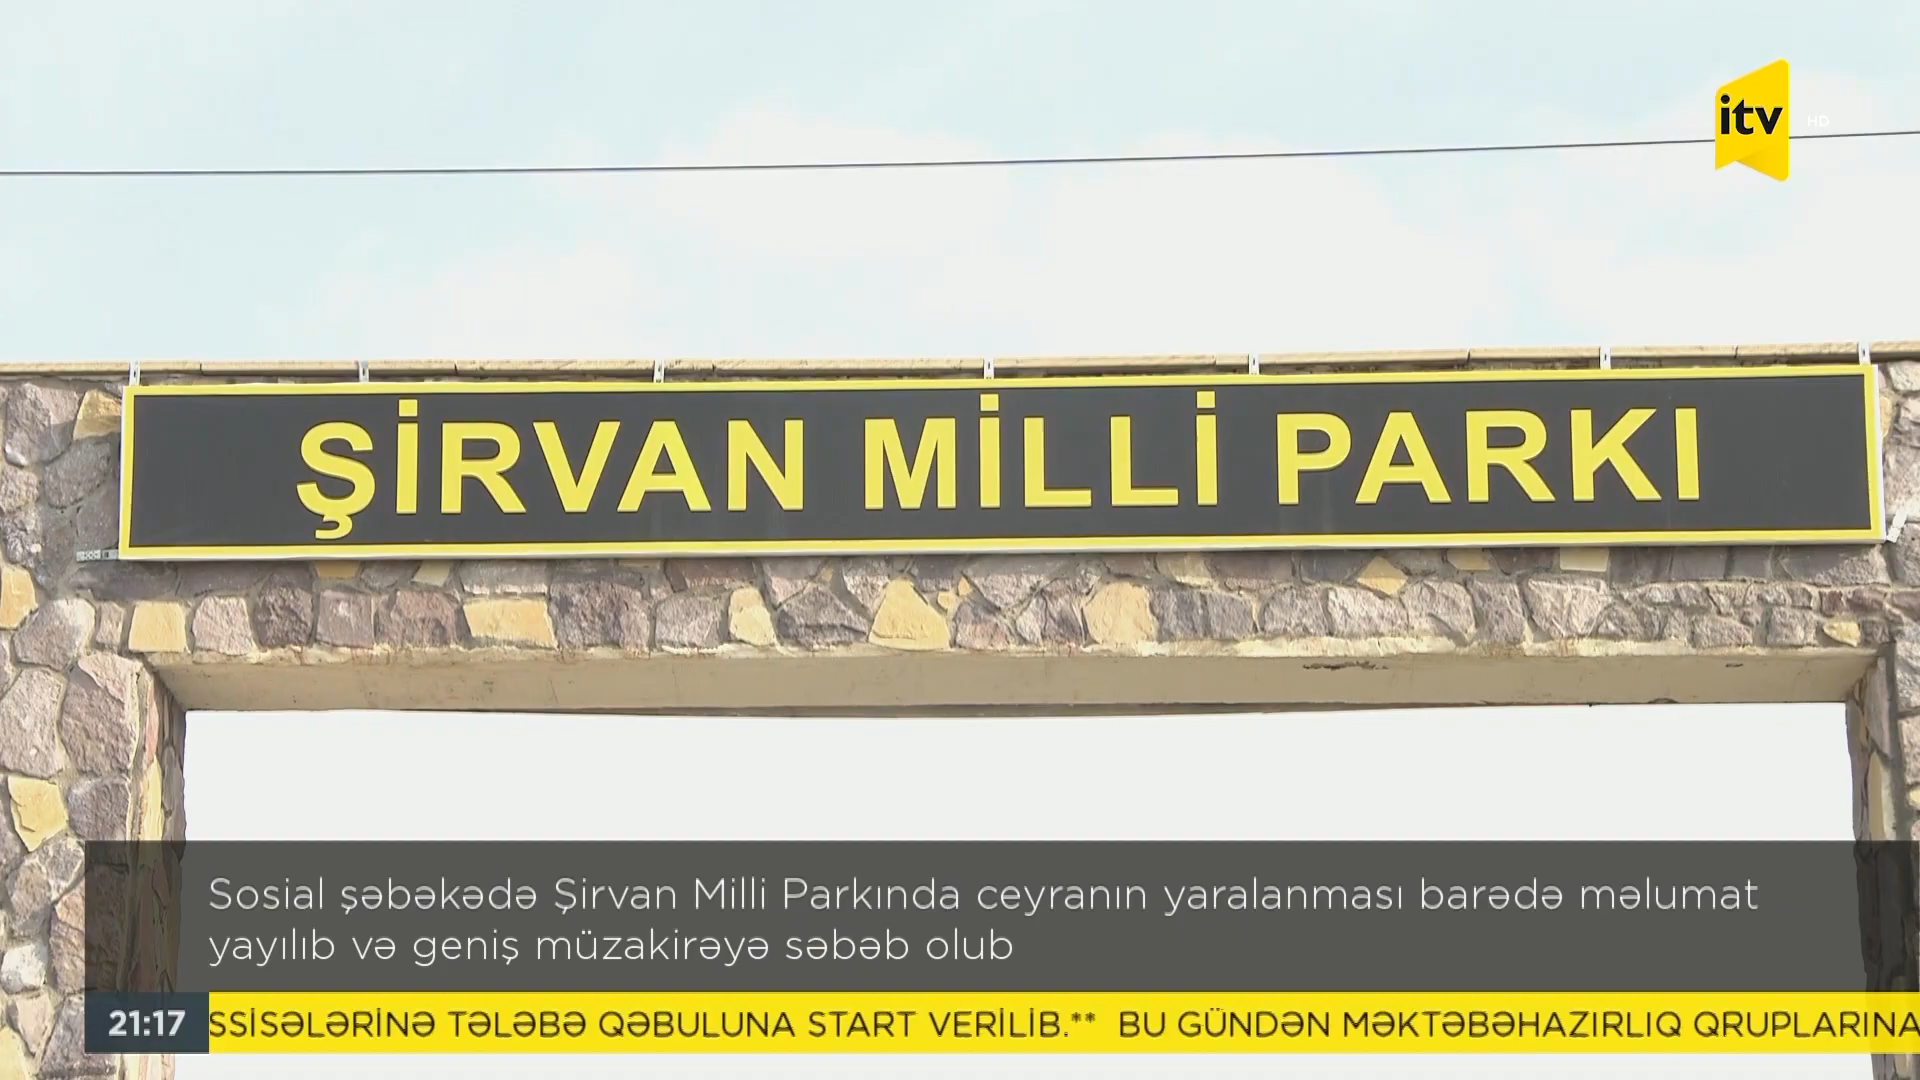 itv HD
ŞİRVAN MİLLİ PARKI
Sosial şəbəkədə Şirvan Milli Parkında ceyranın yaralanması barədə məlumat
yayılıb və geniş müzakirəyə səbəb olub
21:17 SSİSƏLƏRİNƏ TƏLƏBƏ QƏBULUNA START VERİLİB.** BU GÜNDƏN MƏKTƏBƏHAZIRLIQ QRUPLARINA